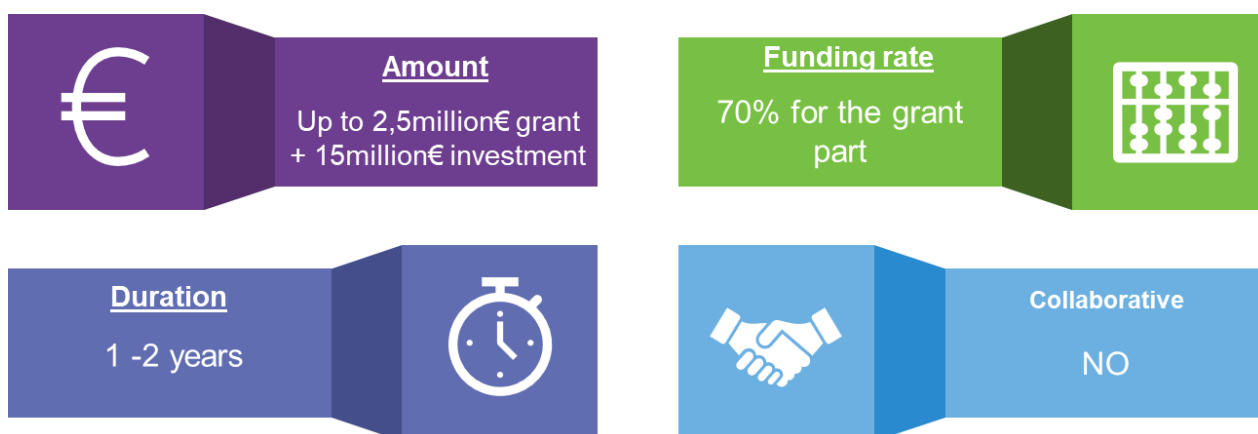 €
Amount
Up to 2,5million€ grant
+ 15million€ investment
Funding rate
70% for the grant
part
Duration
1 -2 years
Collaborative
NO